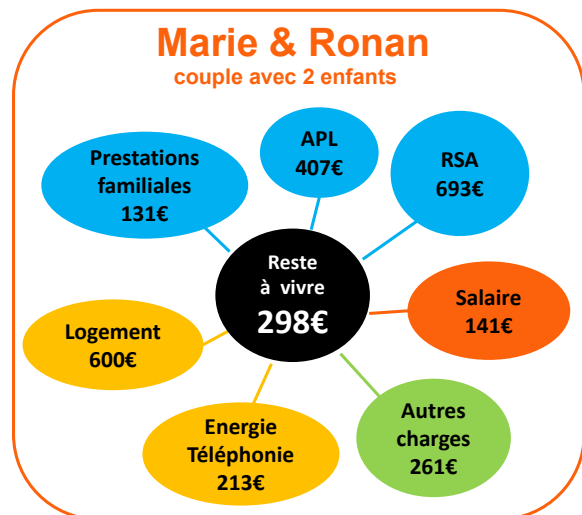 Marie & Ronan
couple avec 2 enfants
APL
407€
Prestations
familiales
131€
RSA
693€
Reste
à vivre
298€
Salaire
141€
Logement
600€
Autres
charges
261€
Energie
Téléphonie
213€